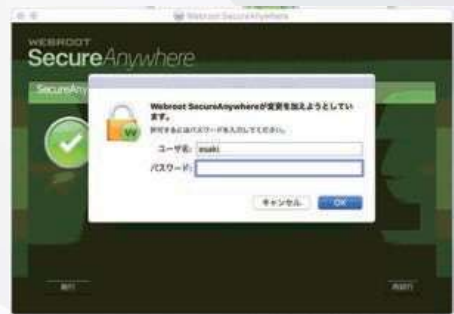 Webroot SecureAnywhere
WEBROOT
SecureAnywhere
SecureAny
Webroot SecureAnywhereが変更を加えようとしてい
ます。
許可するにはパスワードを入力してください。
ユーザ名:
パスワード:
キャンセル
OK